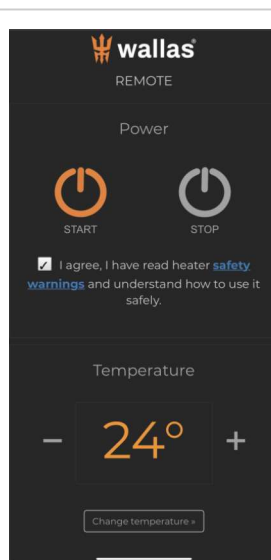 wallas
REMOTE
Power
START STOP
I agree, I have read heater safety
warnings and understand how to use it
safely.
Temperature
− 24° +
Change temperature »